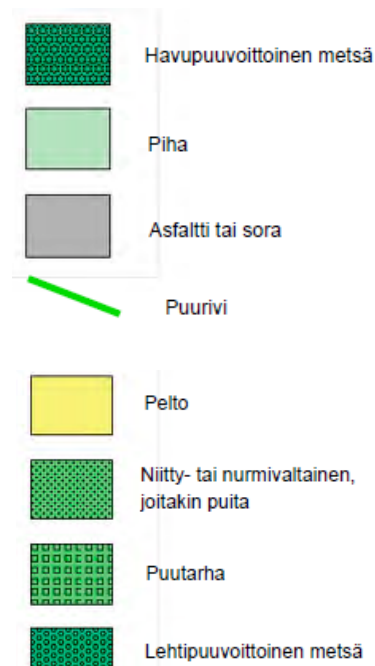 Havupuuvoittoinen metsä
Piha
Asfaltti tai sora
Puurivi
Pelto
Niitty- tai nurmivaltainen,
joitakin puita
Puutarha
Lehtipuuvoittoinen metsä